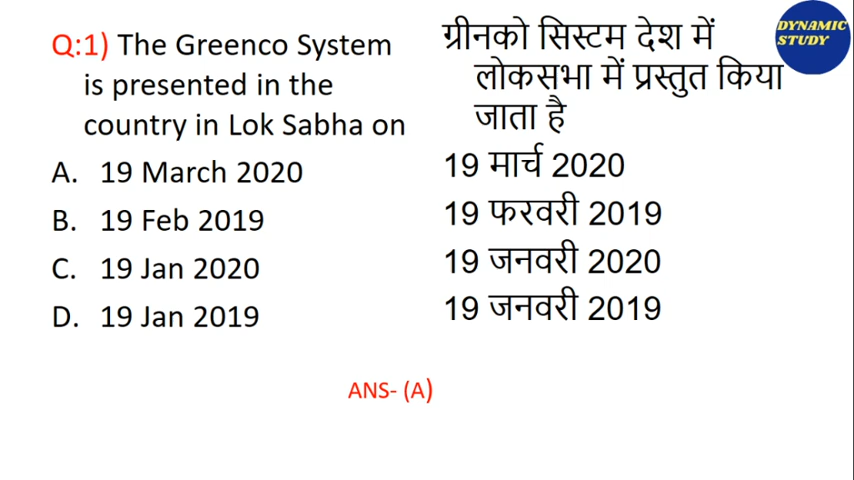 Q:1) The Greenco System
is presented in the
country in Lok Sabha on
A. 19 March 2020
B. 19 Feb 2019
C. 19 Jan 2020
D. 19 Jan 2019
ग्रीनको सिस्टम देश में
लोकसभा में प्रस्तुत किया
जाता है
19 मार्च 2020
19 फरवरी 2019
19 जनवरी 2020
19 जनवरी 2019
DYNAMIC
STUDY
ANS- (A)